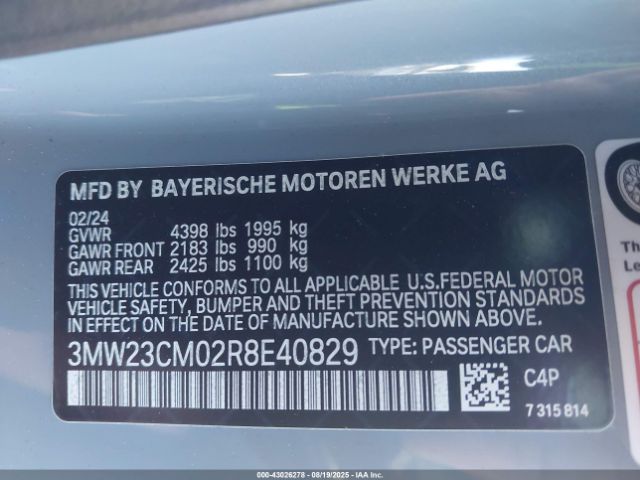 MFD BY BAYERISCHE MOTOREN WERKE AG
02/24
GVWR 4398 lbs 1995 kg
GAWR FRONT 2183 lbs 990 kg
GAWR REAR 2425 lbs 1100 kg
THIS VEHICLE CONFORMS TO ALL APPLICABLE U.S.FEDERAL MOTOR
VEHICLE SAFETY, BUMPER AND THEFT PREVENTION STANDARDS
IN EFFECT ON THE DATE OF MANUFACTURE SHOWN ABOVE.
3MW23CM02R8E40829 TYPE: PASSENGER CAR
C4P
7 315 814
Le
000-43026278 - 08/19/2025 - IAAI.COM